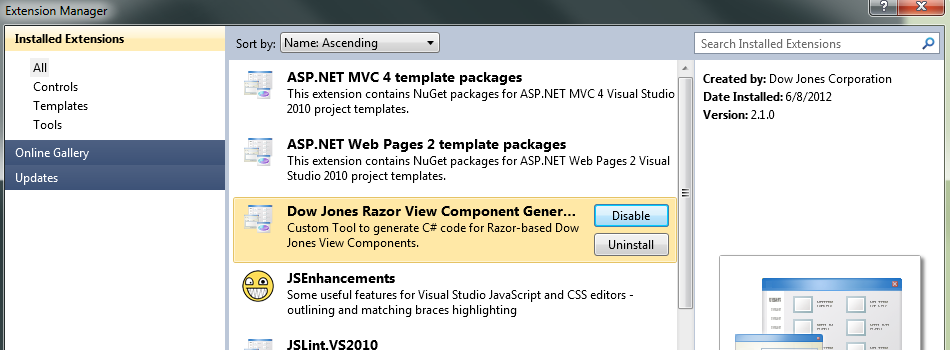 Extension Manager
Installed Extensions
All
Controls
Templates
Tools
Online Gallery
Updates
Sort by: Name: Ascending
ASP.NET MVC 4 template packages
This extension contains NuGet packages for ASP.NET MVC 4 Visual Studio
2010 project templates.
ASP.NET Web Pages 2 template packages
This extension contains NuGet packages for ASP.NET Web Pages 2 Visual
Studio 2010 project templates.
Dow Jones Razor View Component Gener...
Custom Tool to generate C# code for Razor-based Dow
Jones View Components.
Disable
Uninstall
JSEnhancements
Some useful features for Visual Studio JavaScript and CSS editors -
outlining and matching braces highlighting
JSLint.VS2010
Search Installed Extensions
Created by: Dow Jones Corporation
Date Installed: 6/8/2012
Version: 2.1.0